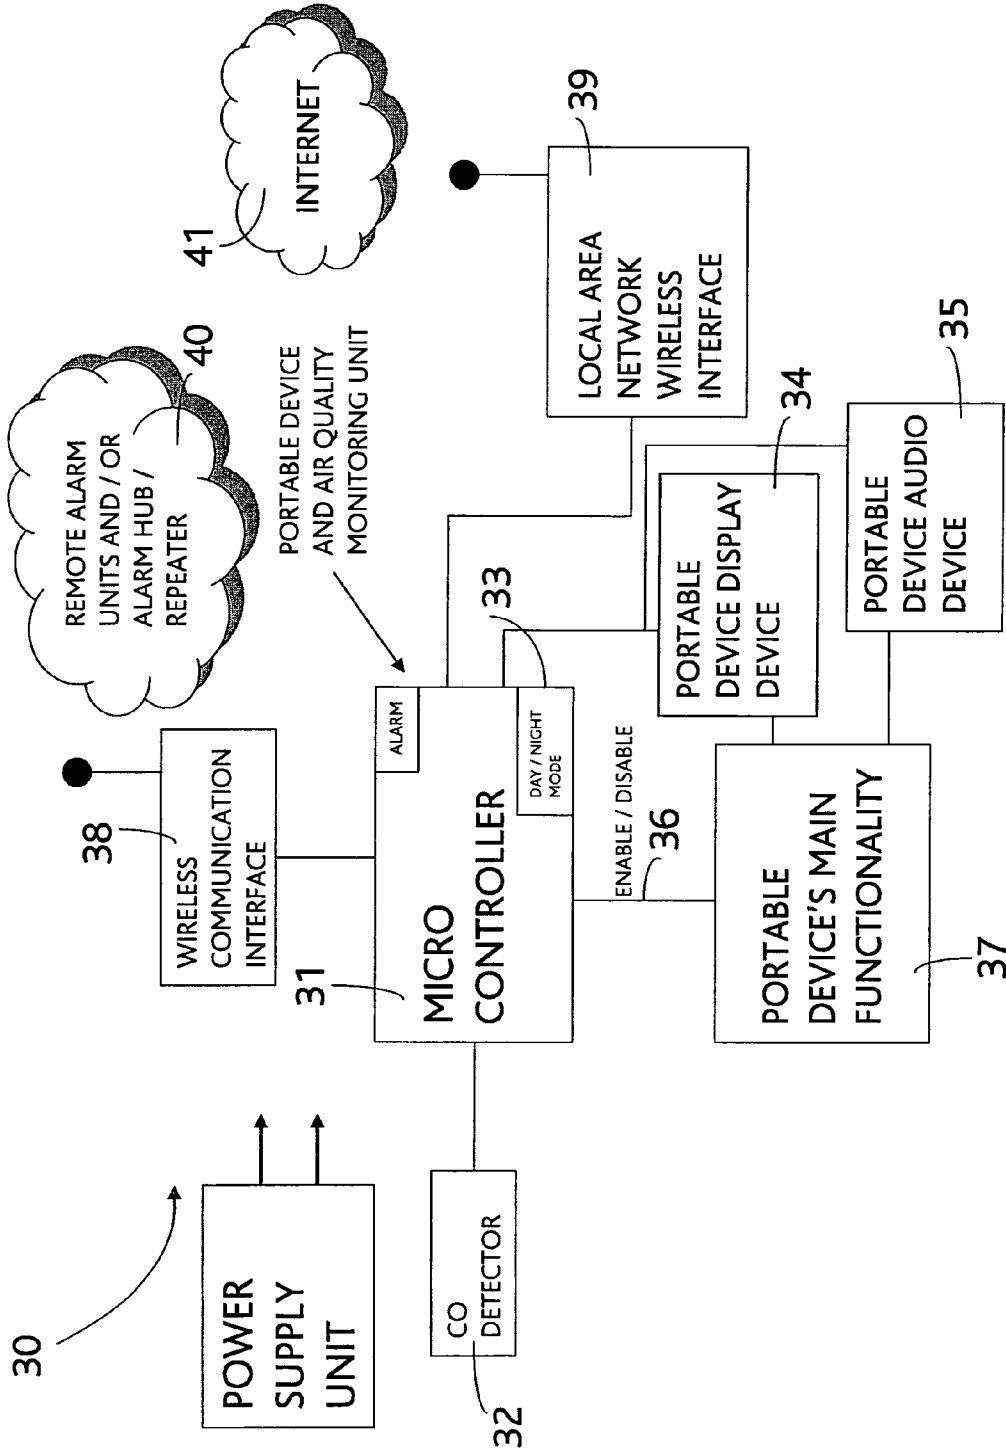 30
POWER
SUPPLY
UNIT
CO
DETECTOR
32
WIRELESS
COMMUNICATION
INTERFACE
38
31
MICRO
CONTROLLER
ALARM
DAY / NIGHT
MODE
33
ENABLE / DISABLE
36
PORTABLE
DEVICE'S MAIN
FUNCTIONALITY
37
REMOTE ALARM
UNITS AND / OR
ALARM HUB /
REPEATER
40
PORTABLE DEVICE
AND AIR QUALITY
MONITORING UNIT
INTERNET
41
LOCAL AREA
NETWORK
WIRELESS
INTERFACE
39
PORTABLE
DEVICE DISPLAY
DEVICE
34
PORTABLE
DEVICE AUDIO
DEVICE
35